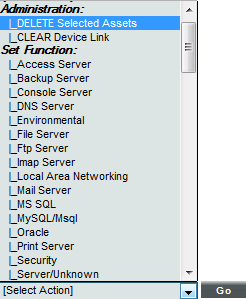 Administration:
|_DELETE Selected Assets
|_CLEAR Device Link
Set Function:
|_Access Server
|_Backup Server
|_Console Server
|_DNS Server
|_Environmental
|_File Server
|_Ftp Server
|_Imap Server
|_Local Area Networking
|_Mail Server
|_MS SQL
|_MySQL/Msql
|_Oracle
|_Print Server
|_Security
|_Server/Unknown
[Select Action] Go